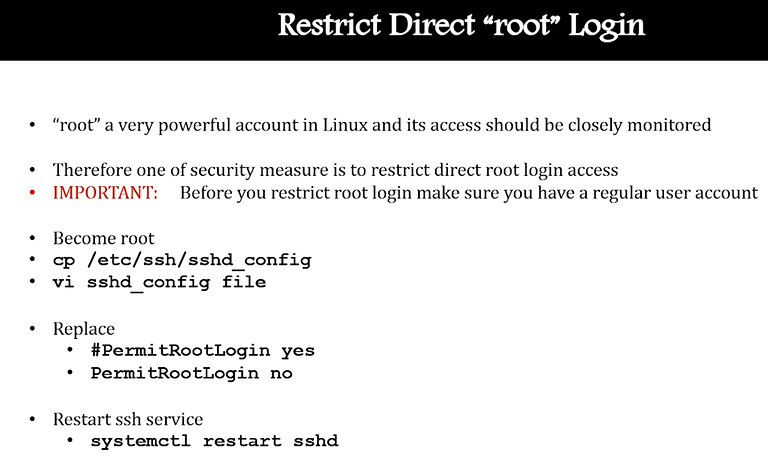 Restrict Direct “root” Login
• “root” a very powerful account in Linux and its access should be closely monitored
• Therefore one of security measure is to restrict direct root login access
• IMPORTANT: Before you restrict root login make sure you have a regular user account
• Become root
• cp /etc/ssh/sshd_config
• vi sshd_config file
• Replace
• #PermitRootLogin yes
• PermitRootLogin no
• Restart ssh service
• systemctl restart sshd